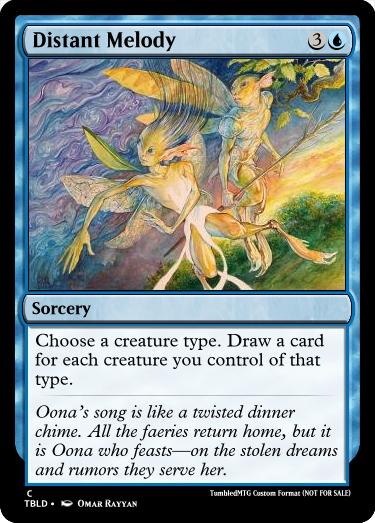 Distant Melody 3
Sorcery
Choose a creature type. Draw a card
for each creature you control of that
type.
Oona's song is like a twisted dinner
chime. All the faeries return home, but it
is Oona who feasts—on the stolen dreams
and rumors they serve her.
C
TBLD • Omar Rayyan
TumbledMTG Custom Format (NOT FOR SALE)